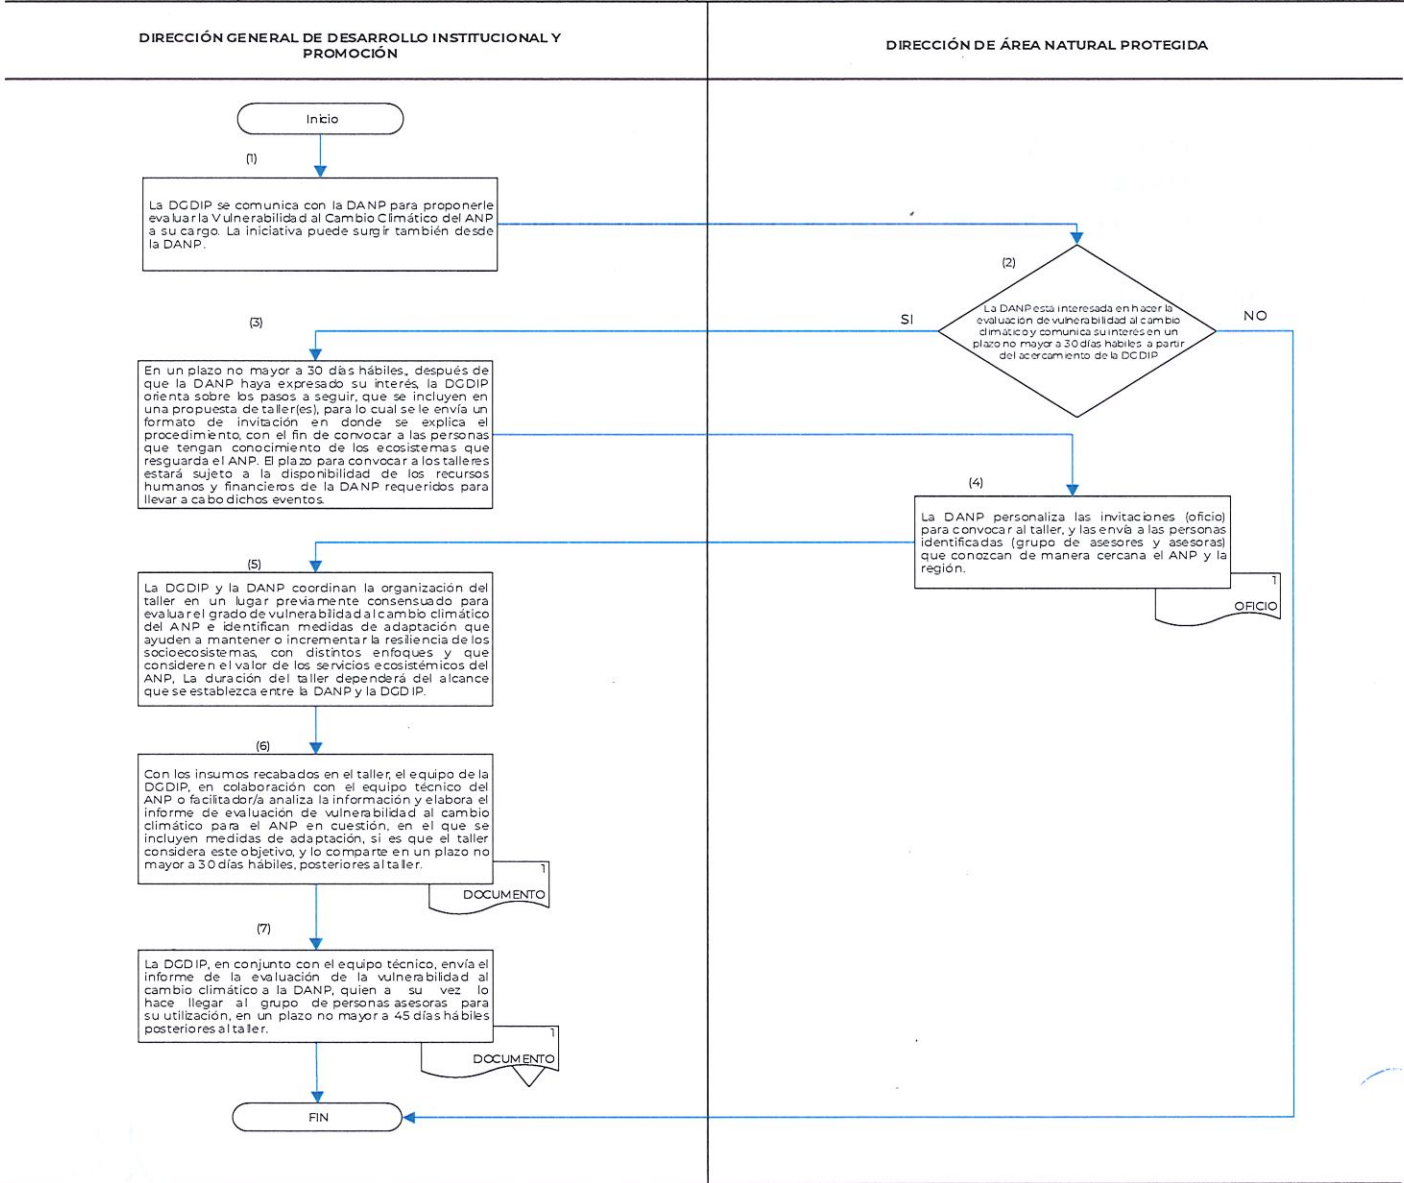 DIRECCIÓN GENERAL DE DESARROLLO INSTITUCIONAL Y
PROMOCIÓN
DIRECCIÓN DE ÁREA NATURAL PROTEGIDA
Inicio
(1)
La DGDIP se comunica con la DANP para proponerle
evaluar la Vulnerabilidad al Cambio Climático del ANP
a su cargo. La iniciativa puede surgir también desde
la DANP.
(2)
La DANP está interesada en hacer la
evaluación de vulnerabilidad al cambio
climático y comunica su interés en un
plazo no mayor a 30 días hábiles a partir
del acercamiento de la DGDIP
SI
NO
(3)
En un plazo no mayor a 30 días hábiles, después de
que la DANP haya expresado su interés, la DGDIP
orienta sobre los pasos a seguir, que se incluyen en
una propuesta de taller(es), para lo cual se le envía un
formato de invitación en donde se explica el
procedimiento, con el fin de convocar a las personas
que tengan conocimiento de los ecosistemas que
resguarda el ANP. El plazo para convocar a los talleres
estará sujeto a la disponibilidad de los recursos
humanos y financieros de la DANP requeridos para
llevar a cabo dichos eventos.
(4)
La DANP personaliza las invitaciones (oficio)
para convocar al taller, y las envía a las personas
identificadas (grupo de asesores y asesoras)
que conozcan de manera cercana el ANP y la
región.
1
OFICIO
(5)
La DGDIP y la DANP coordinan la organización del
taller en un lugar previamente consensuado para
evaluar el grado de vulnerabilidad al cambio climático
del ANP e identifican medidas de adaptación que
ayuden a mantener o incrementar la resiliencia de los
socioecosistemas, con distintos enfoques y que
consideren el valor de los servicios ecosistémicos del
ANP, La duración del taller dependerá del alcance
que se establezca entre la DANP y la DGDIP.
(6)
Con los insumos recabados en el taller, el equipo de la
DGDIP, en colaboración con el equipo técnico del
ANP o facilitador/a analiza la información y elabora el
informe de evaluación de vulnerabilidad al cambio
climático para el ANP en cuestión, en el que se
incluyen medidas de adaptación, si es que el taller
considera este objetivo, y lo comparte en un plazo no
mayor a 30 días hábiles, posteriores al taller.
1
DOCUMENTO
(7)
La DGDIP, en conjunto con el equipo técnico, envía el
informe de la evaluación de la vulnerabilidad al
cambio climático a la DANP, quien a su vez lo
hace llegar al grupo de personas asesoras para
su utilización, en un plazo no mayor a 45 días hábiles
posteriores al taller.
1
DOCUMENTO
FIN